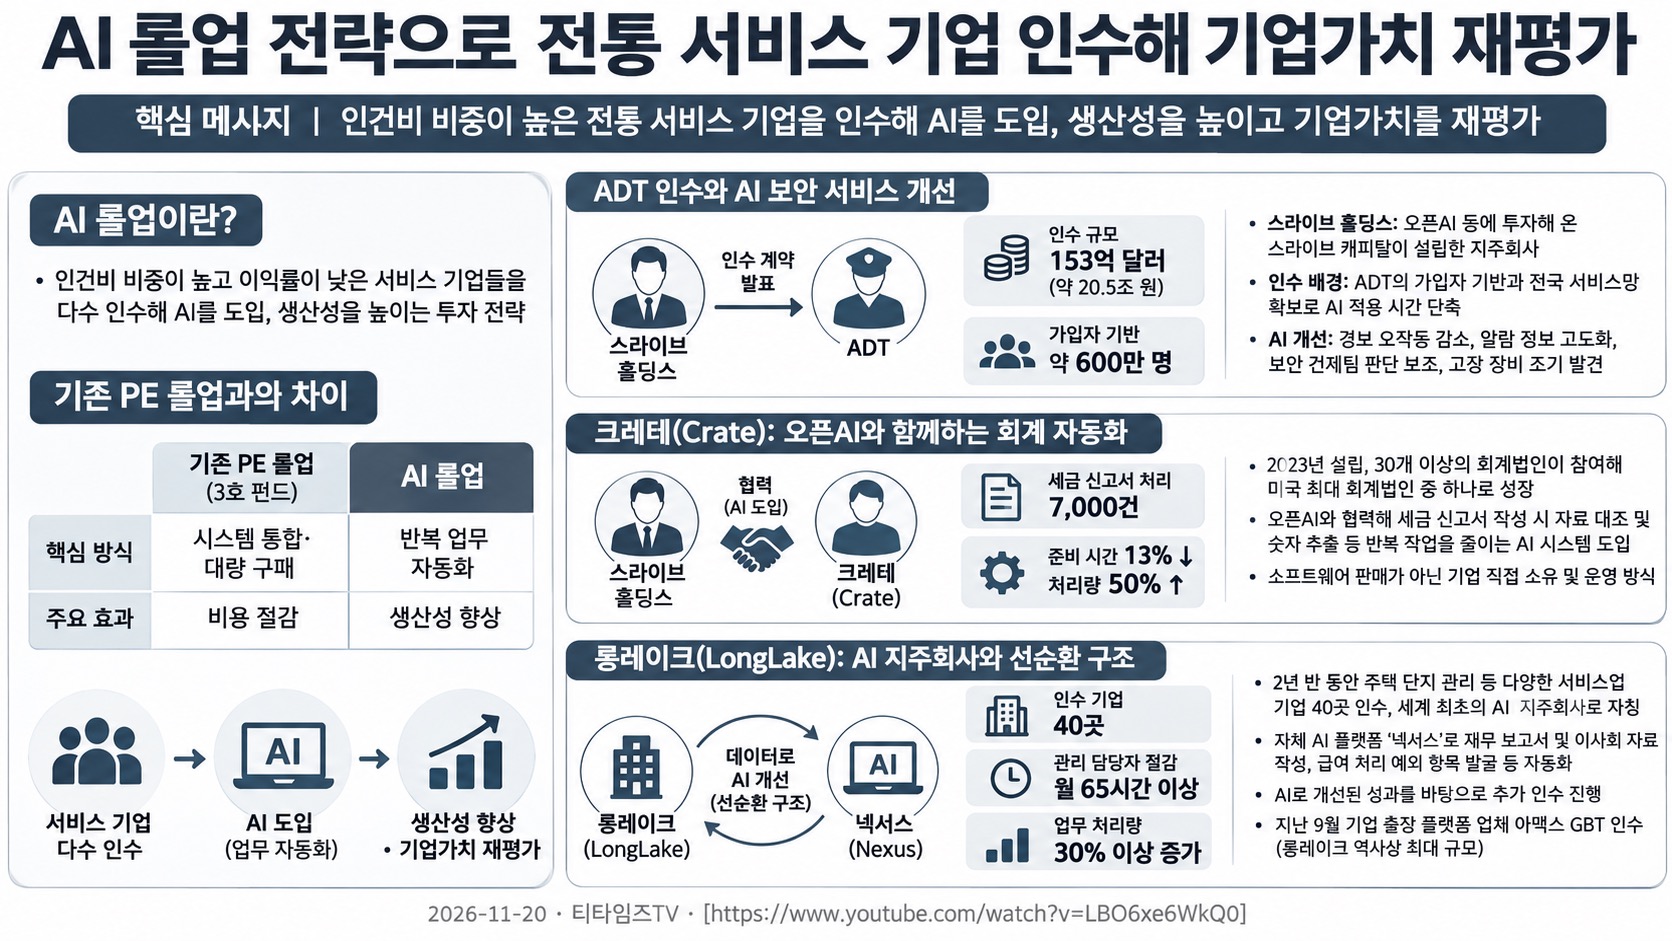 AI 롤업 전략으로 전통 서비스 기업 인수해 기업가치 재평가
핵심 메시지 | 인건비 비중이 높은 전통 서비스 기업을 인수해 AI를 도입, 생산성을 높이고 기업가치를 재평가
AI 롤업이란?
• 인건비 비중이 높고 이익률이 낮은 서비스 기업들을
다수 인수해 AI를 도입, 생산성을 높이는 투자 전략
기존 PE 롤업과의 차이
기존 PE 롤업
(3호 펀드)
AI 롤업
핵심 방식
시스템 통합·
대량 구패
반복 업무
자동화
주요 효과
비용 절감
생산성 향상
AI
서비스 기업
다수 인수
AI 도입
(업무 자동화)
생산성 향상
• 기업가치 재평가
ADT 인수와 AI 보안 서비스 개선
스라이브
홀딩스
인수 계약
발표
ADT
인수 규모
153억 달러
(약 20.5조 원)
가입자 기반
약 600만 명
• 스라이브 홀딩스: 오픈AI 동에 투자해 온
스라이브 캐피탈이 설립한 지주회사
• 인수 배경: ADT의 가입자 기반과 전국 서비스망
확보로 AI 적용 시간 단축
• AI 개선: 경보 오작동 감소, 알람 정보 고도화,
보안 건제팀 판단 보조, 고장 장비 조기 발견
크레테(Crate): 오픈AI와 함께하는 회계 자동화
스라이브
홀딩스
협력
(AI 도입)
크레테
(Crate)
세금 신고서 처리
7,000건
준비 시간 13% ↓
처리량 50% ↑
• 2023년 설립, 30개 이상의 회계법인이 참여해
미국 최대 회계법인 중 하나로 성장
• 오픈AI와 협력해 세금 신고서 작성 시 자료 대조 및
숫자 추출 등 반복 작업을 줄이는 AI 시스템 도입
• 소프트웨어 판매가 아닌 기업 직접 소유 및 운영 방식
롱레이크(LongLake): AI 지주회사와 선순환 구조
롱레이크
(LongLake)
데이터로
AI 개선
(선순환 구조)
AI
넥서스
(Nexus)
인수 기업
40곳
관리 담당자 절감
월 65시간 이상
업무 처리량
30% 이상 증가
• 2년 반 동안 주택 단지 관리 등 다양한 서비스업
기업 40곳 인수, 세계 최초의 AI 지주회사로 자칭
• 자체 AI 플랫폼 '넥서스'로 재무 보고서 및 이사회 자료
작성, 급여 처리 예외 항목 발굴 등 자동화
• AI로 개선된 성과를 바탕으로 추가 인수 진행
• 지난 9월 기업 출장 플랫폼 업체 아맥스 GBT 인수
(롱레이크 역사상 최대 규모)
2026-11-20 · 티타임즈TV · [https://www.youtube.com/watch?v=LBO6xe6WkQ0]